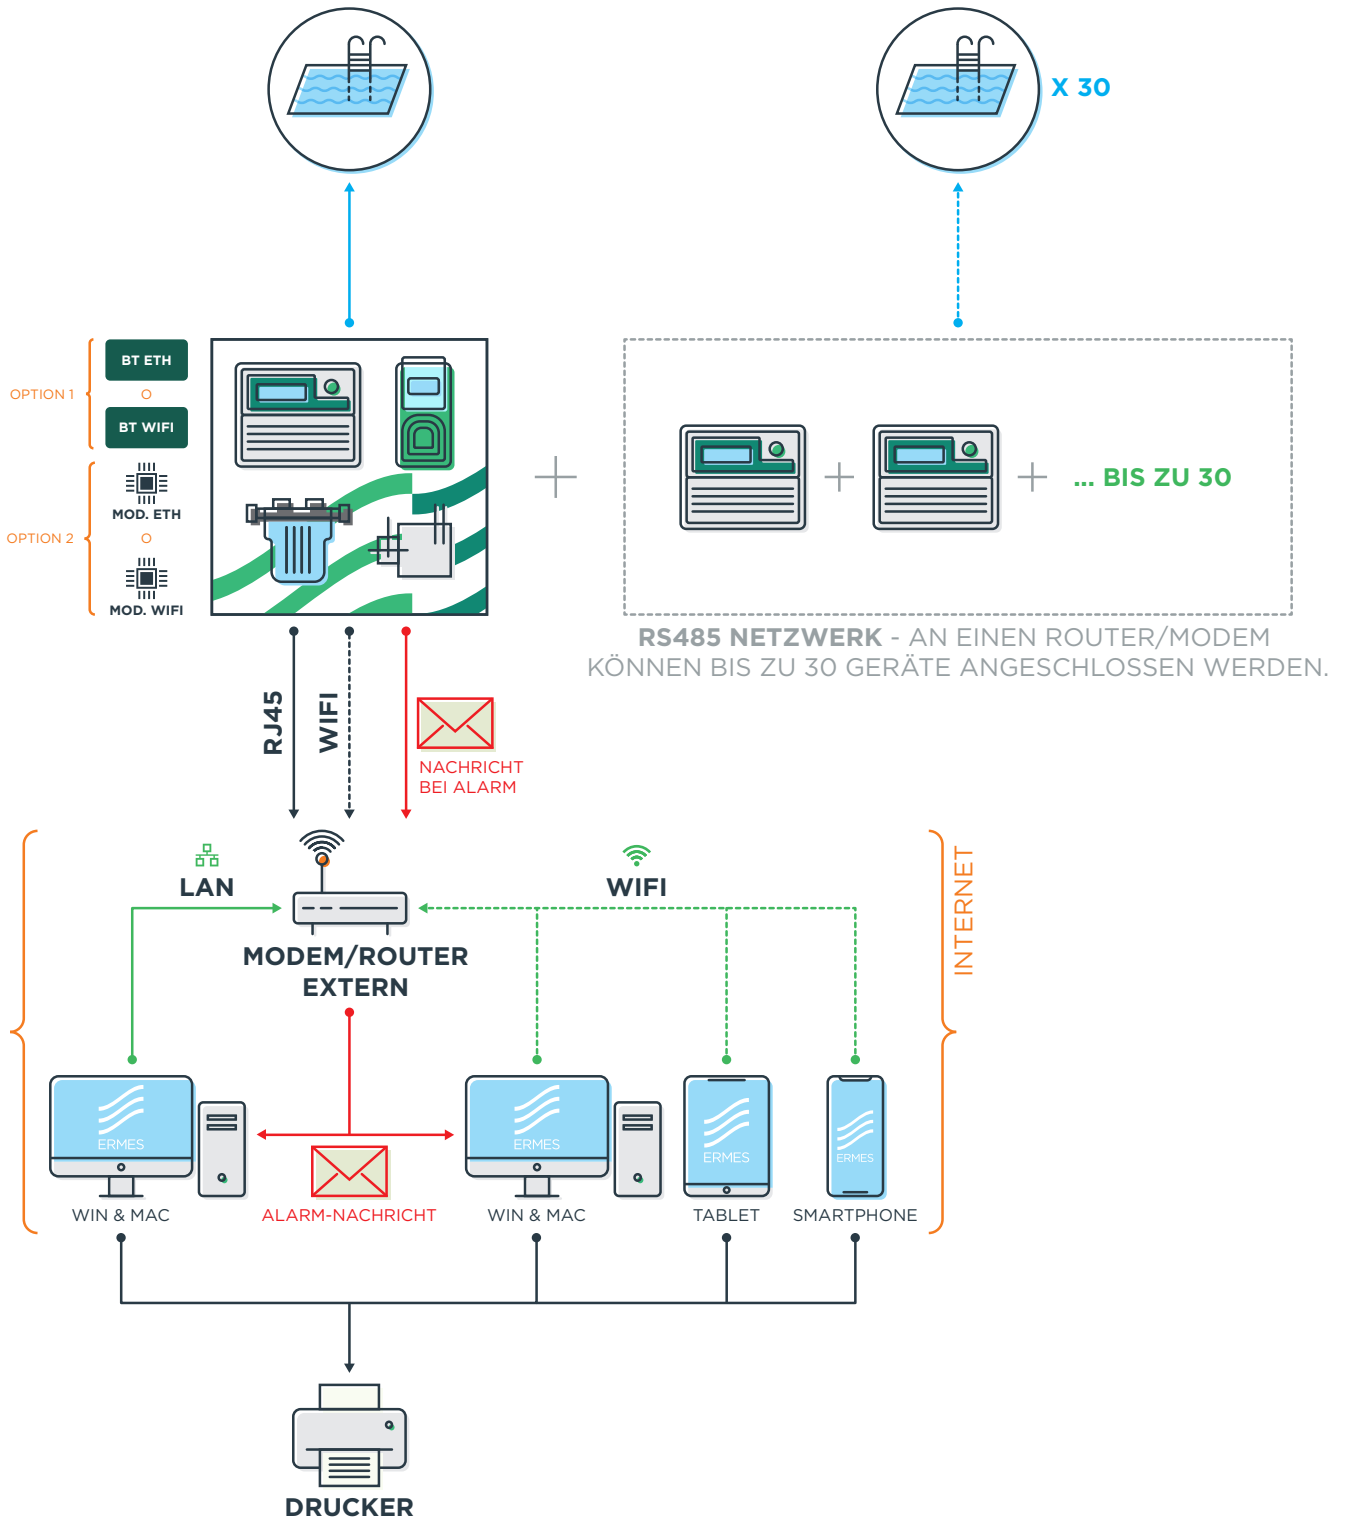 X 30
OPTION 1
BT ETH
O
BT WIFI
OPTION 2
MOD. ETH
O
MOD. WIFI
... BIS ZU 30
RS485 NETZWERK - AN EINEN ROUTER/MODEM
KÖNNEN BIS ZU 30 GERÄTE ANGESCHLOSSEN WERDEN.
RJ45
WIFI
NACHRICHT
BEI ALARM
LAN
WIFI
INTERNET
MODEM/ROUTER
EXTERN
ERMES
ERMES
ERMES
ERMES
WIN & MAC
ALARM-NACHRICHT
WIN & MAC
TABLET
SMARTPHONE
DRUCKER